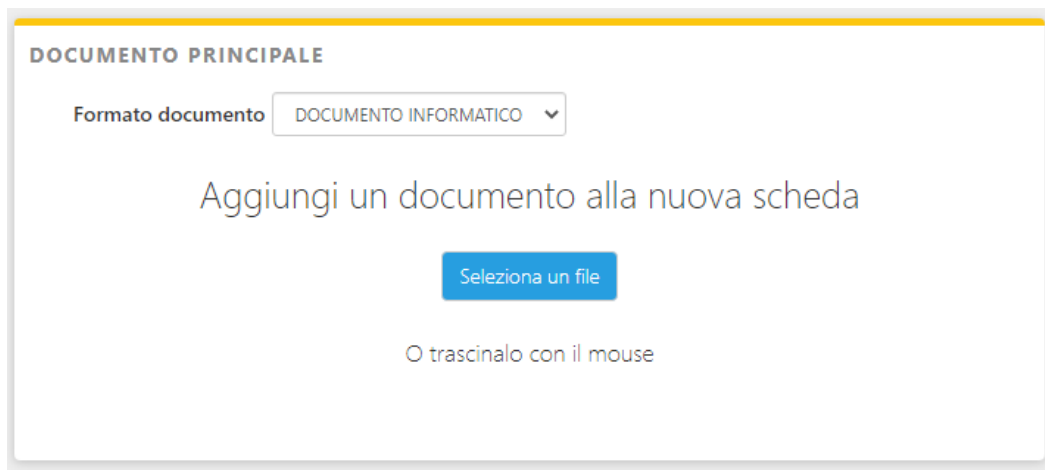 DOCUMENTO PRINCIPALE
Formato documento DOCUMENTO INFORMATICO
Aggiungi un documento alla nuova scheda
Seleziona un file
O trascinalo con il mouse